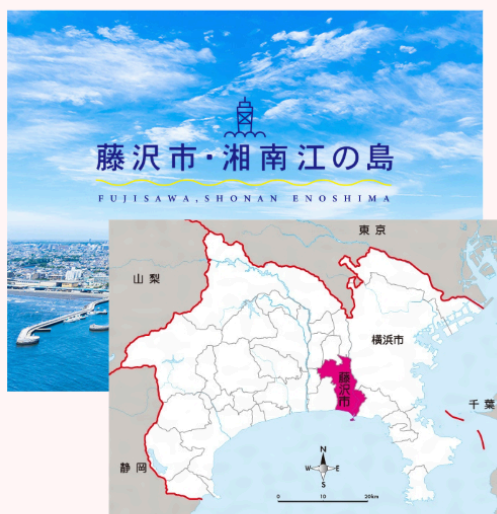 藤沢市・湘南江の島
FUJISAWA, SHONAN ENOSHIMA
東京
山梨
横浜市
藤沢市
千葉
静岡
N
W E
S
0 10 20km